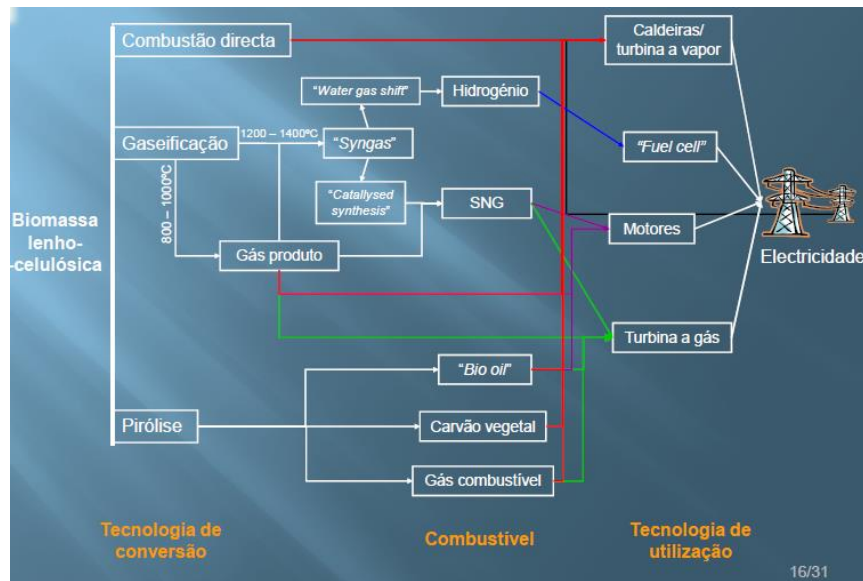 Combustão directa
Caldeiras/
turbina a vapor
"Water gas shift"
Hidrogénio
1200 – 1400ºC
Gaseificação
"Syngas"
"Fuel cell"
800 – 1000ºC
"Catallysed
synthesis"
SNG
Biomassa
lenho-
-celulósica
Motores
Gás produto
Electricidade
Turbina a gás
"Bio oil"
Pirólise
Carvão vegetal
Gás combustível
Tecnologia de
conversão
Combustível
Tecnologia de
utilização
16/31